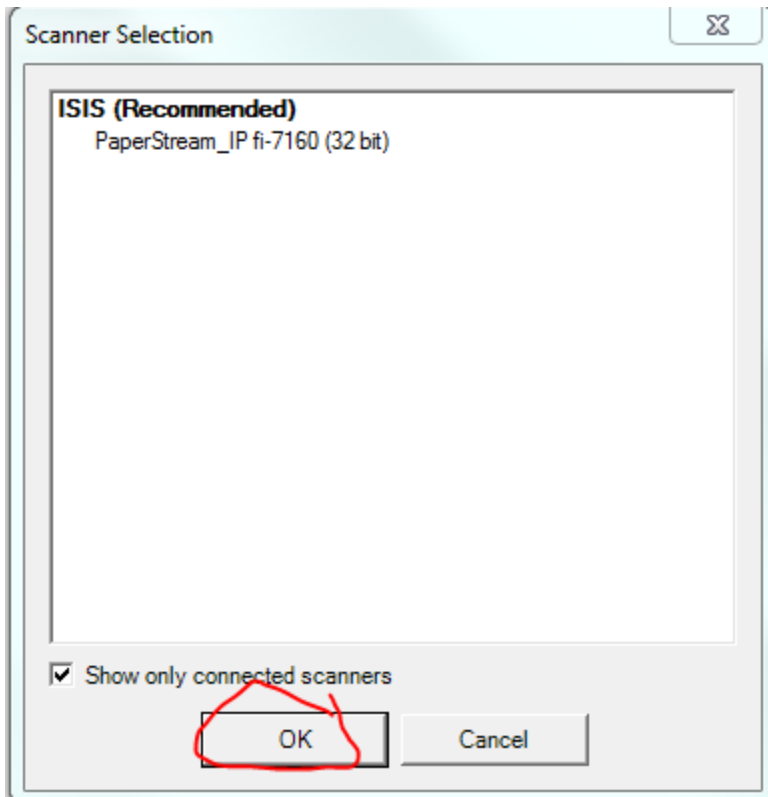 Scanner Selection
ISIS (Recommended)
PaperStream_IP fi-7160 (32 bit)
Show only connected scanners
OK
Cancel